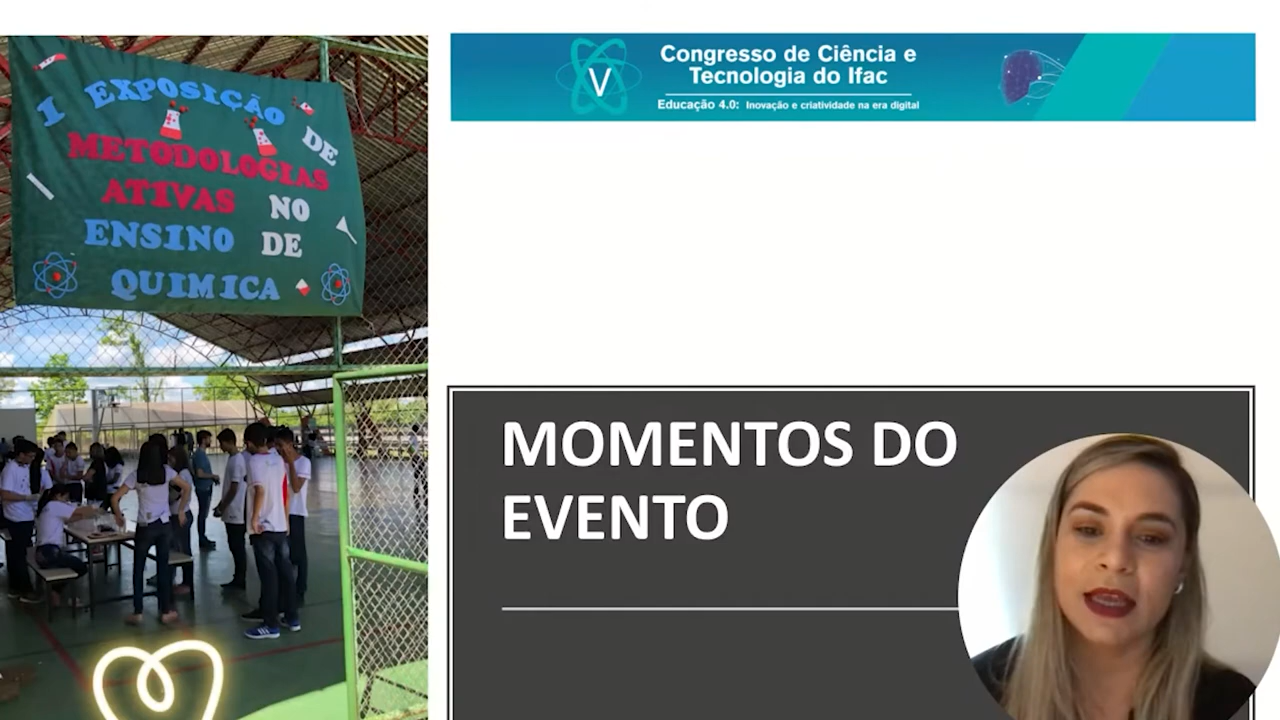 I EXPOSIÇÃO DE
METODOLOGIAS
ATIVAS NO
ENSINO DE
QUIMICA
V
Congresso de Ciência e
Tecnologia do Ifac
Educação 4.0: Inovação e criatividade na era digital
MOMENTOS DO
EVENTO